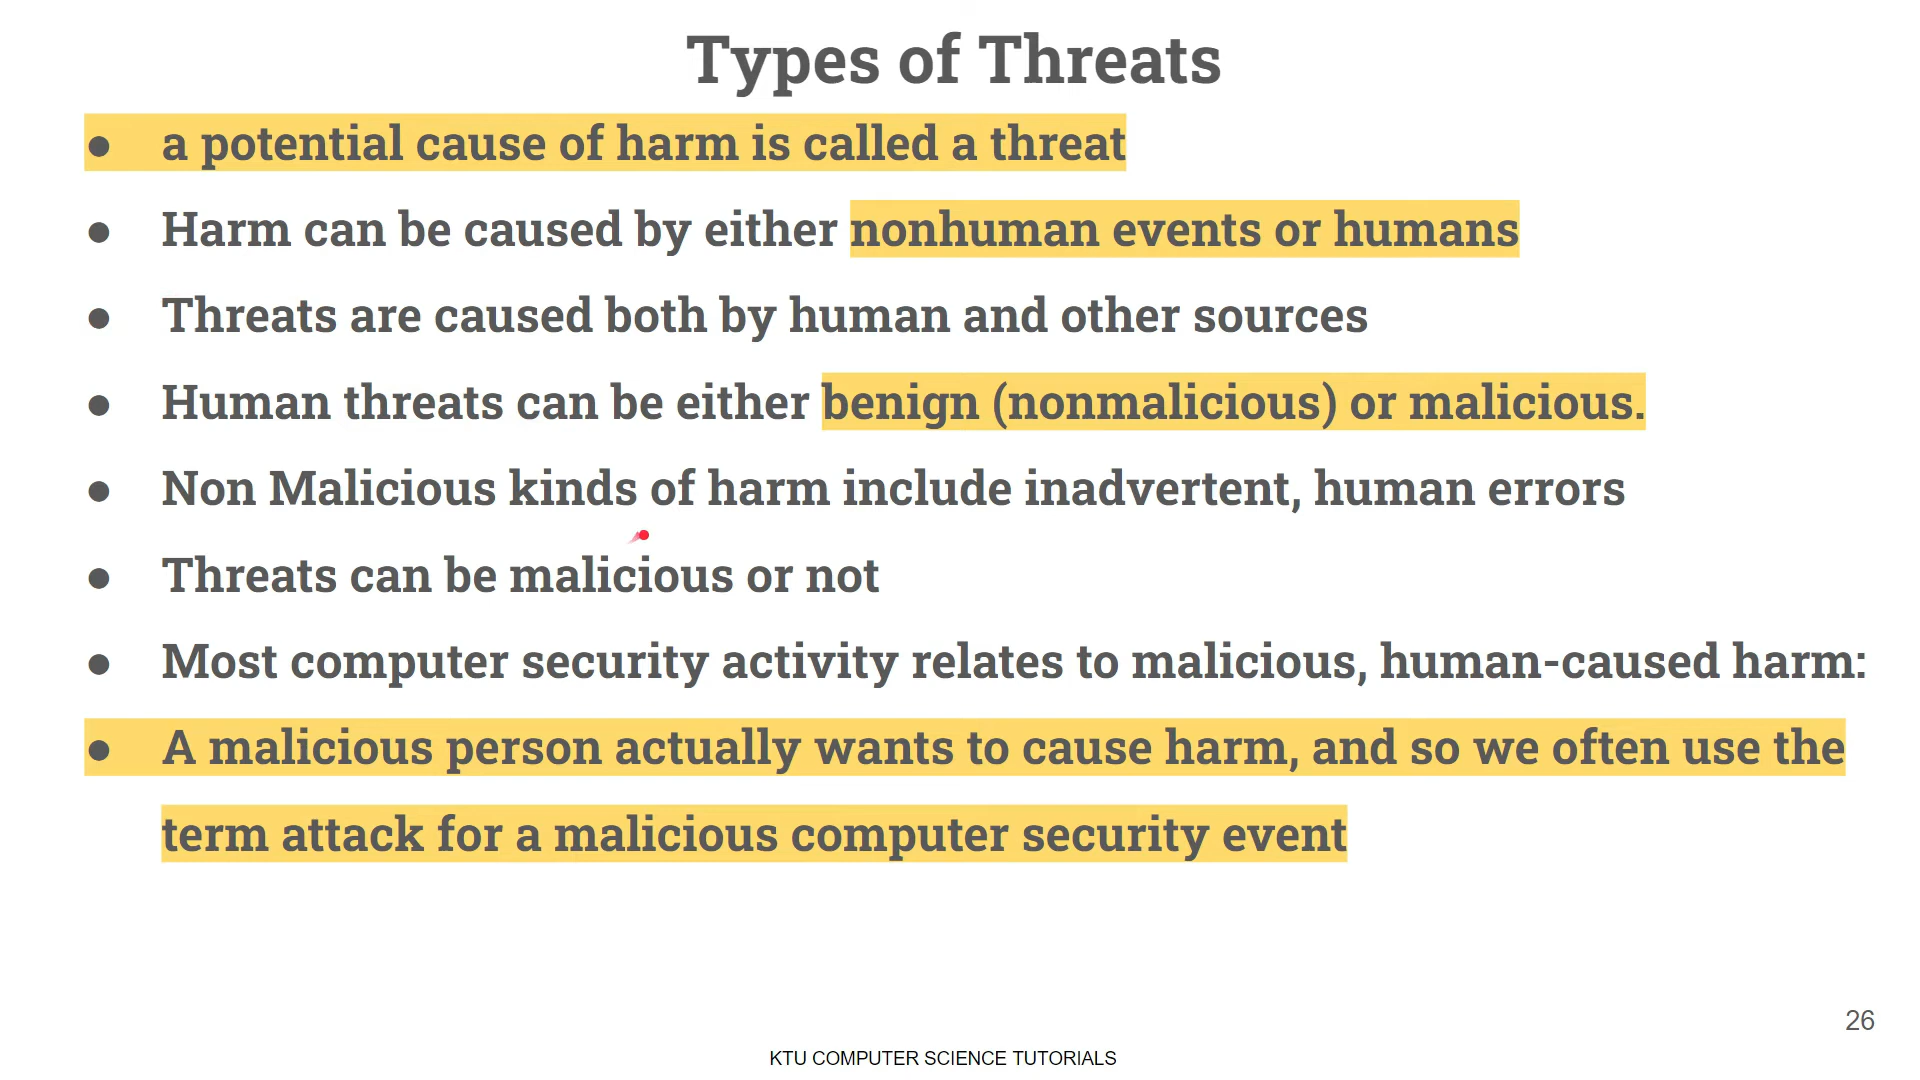 Types of Threats
● a potential cause of harm is called a threat
● Harm can be caused by either nonhuman events or humans
● Threats are caused both by human and other sources
● Human threats can be either benign (nonmalicious) or malicious.
● Non Malicious kinds of harm include inadvertent, human errors
● Threats can be malicious or not
● Most computer security activity relates to malicious, human-caused harm:
● A malicious person actually wants to cause harm, and so we often use the
term attack for a malicious computer security event
26
KTU COMPUTER SCIENCE TUTORIALS